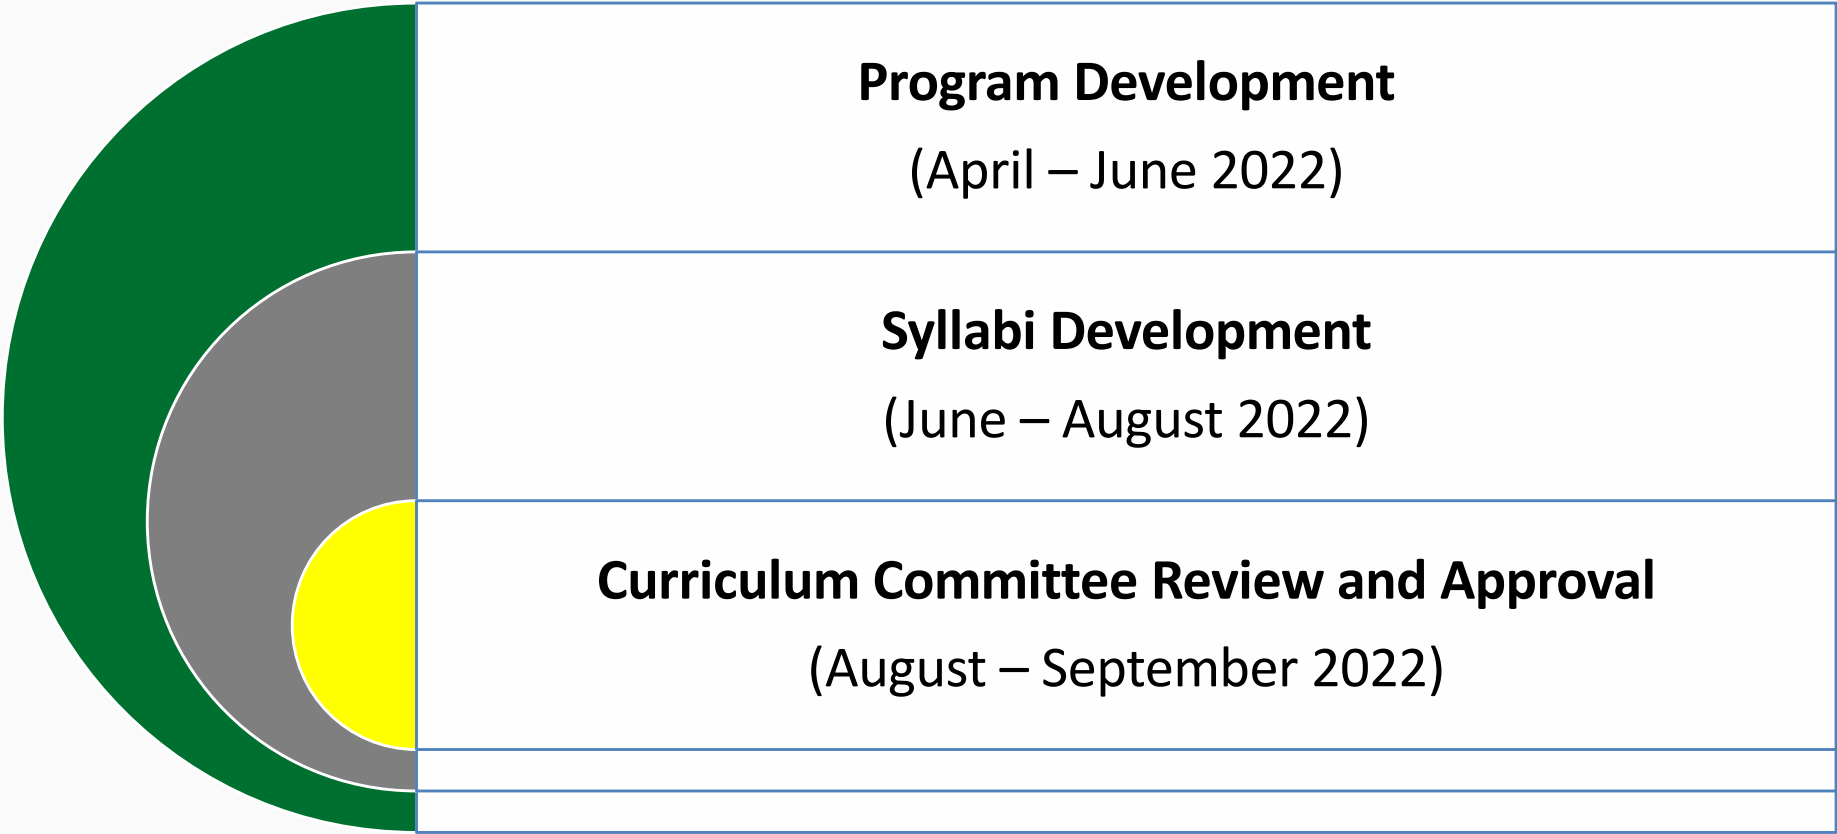 Program Development
(April – June 2022)
Syllabi Development
(June – August 2022)
Curriculum Committee Review and Approval
(August – September 2022)